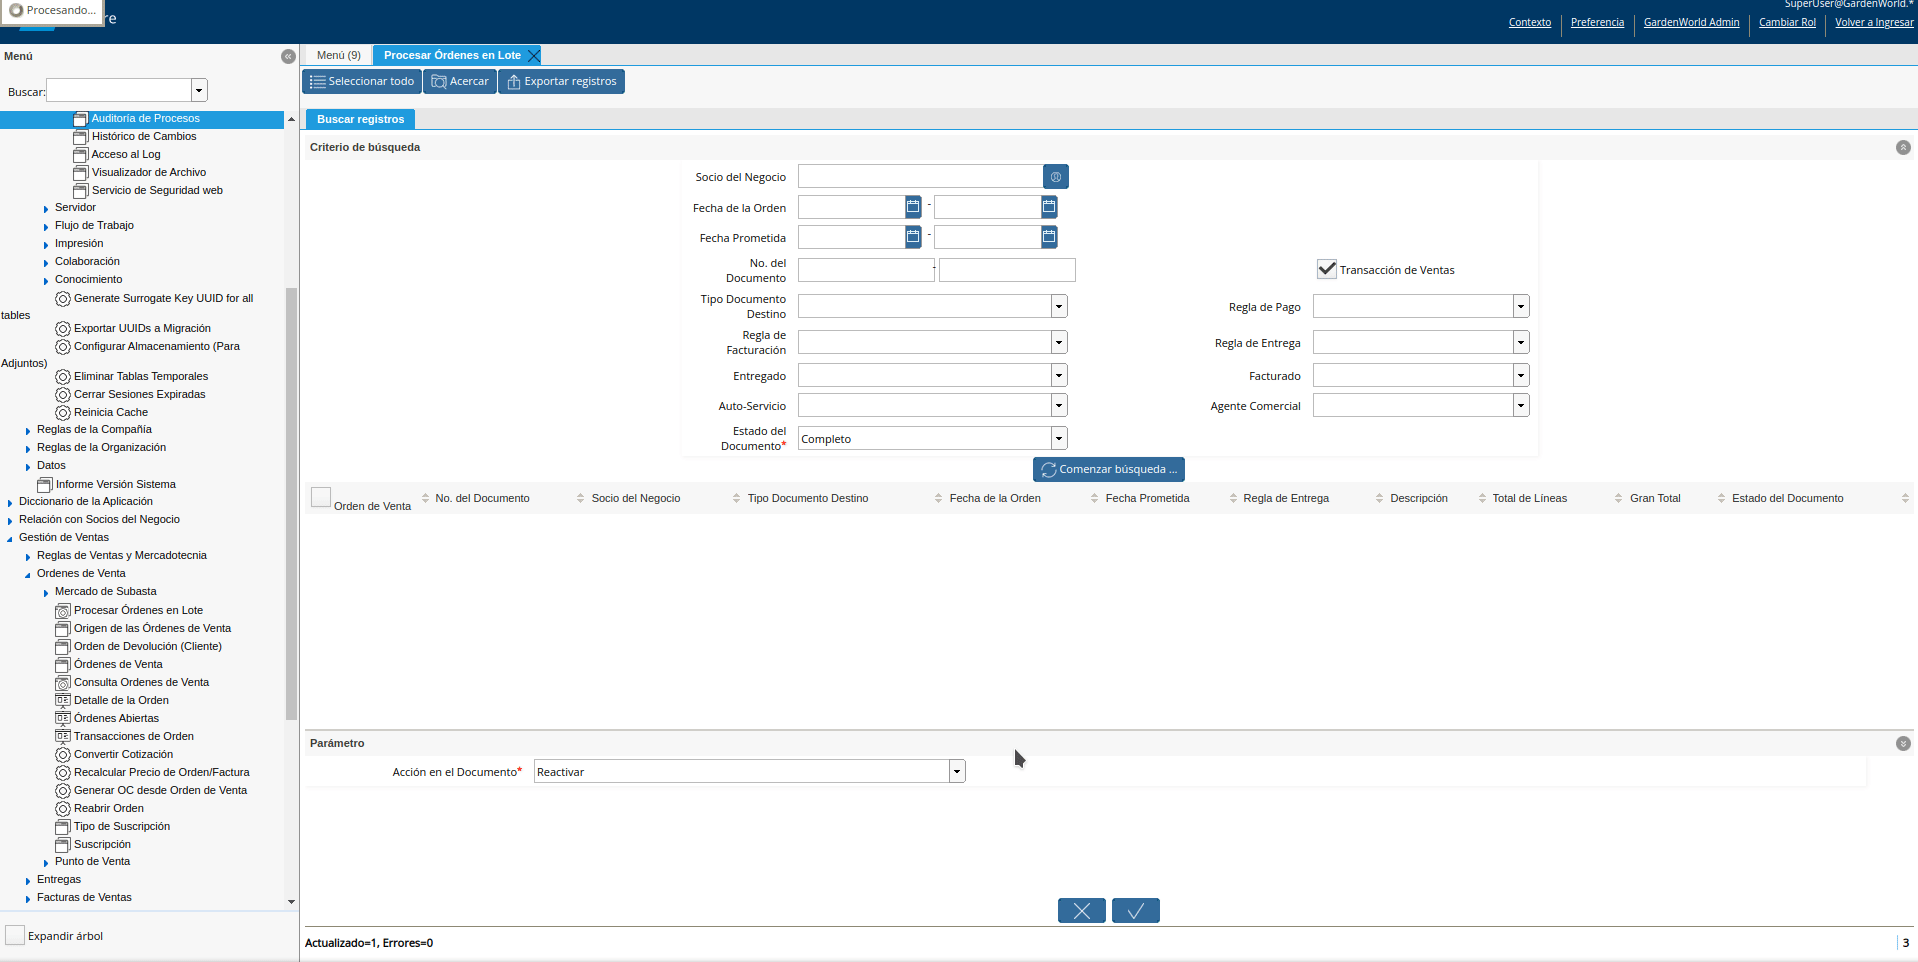 Procesando...
re
SuperUser@GardenWorld.*
Contexto
Preferencia
GardenWorld Admin
Cambiar Rol
Volver a Ingresar
Menú
Buscar:
Auditoría de Procesos
Histórico de Cambios
Acceso al Log
Visualizador de Archivo
Servicio de Seguridad web
Servidor
Flujo de Trabajo
Impresión
Colaboración
Conocimiento
Generate Surrogate Key UUID for all
tables
Exportar UUIDs a Migración
Configurar Almacenamiento (Para
Adjuntos)
Eliminar Tablas Temporales
Cerrar Sesiones Expiradas
Reinicia Cache
Reglas de la Compañía
Reglas de la Organización
Datos
Informe Versión Sistema
Diccionario de la Aplicación
Relación con Socios del Negocio
Gestión de Ventas
Reglas de Ventas y Mercadotecnia
Ordenes de Venta
Mercado de Subasta
Procesar Órdenes en Lote
Origen de las Órdenes de Venta
Orden de Devolución (Cliente)
Órdenes de Venta
Consulta Ordenes de Venta
Detalle de la Orden
Órdenes Abiertas
Transacciones de Orden
Convertir Cotización
Recalcular Precio de Orden/Factura
Generar OC desde Orden de Venta
Reabrir Orden
Tipo de Suscripción
Suscripción
Punto de Venta
Entregas
Facturas de Ventas
Expandir árbol
Menú (9)
Procesar Órdenes en Lote
Seleccionar todo
Acercar
Exportar registros
Buscar registros
Criterio de búsqueda
Socio del Negocio
Fecha de la Orden
-
Fecha Prometida
-
No. del
Documento
-
Transacción de Ventas
Tipo Documento
Destino
Regla de Pago
Regla de
Facturación
Regla de Entrega
Entregado
Facturado
Auto-Servicio
Agente Comercial
Estado del
Documento*
Completo
Comenzar búsqueda ...
Orden de Venta
No. del Documento
Socio del Negocio
Tipo Documento Destino
Fecha de la Orden
Fecha Prometida
Regla de Entrega
Descripción
Total de Líneas
Gran Total
Estado del Documento
Parámetro
Acción en el Documento*
Reactivar
Actualizado=1, Errores=0
3